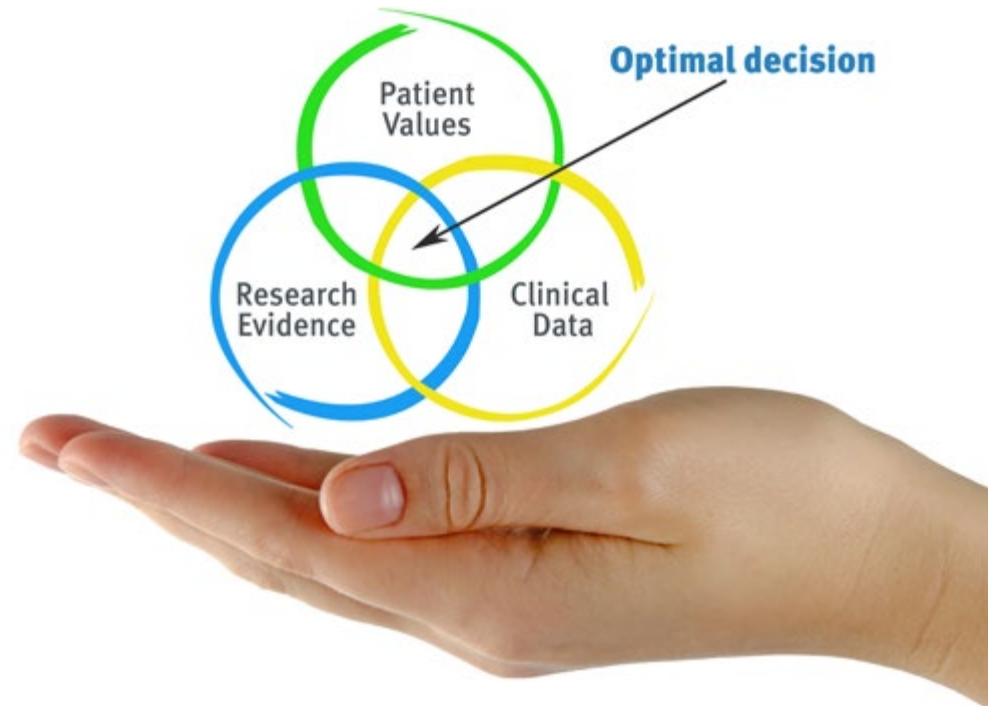 Optimal decision
Patient
Values
Research
Evidence
Clinical
Data